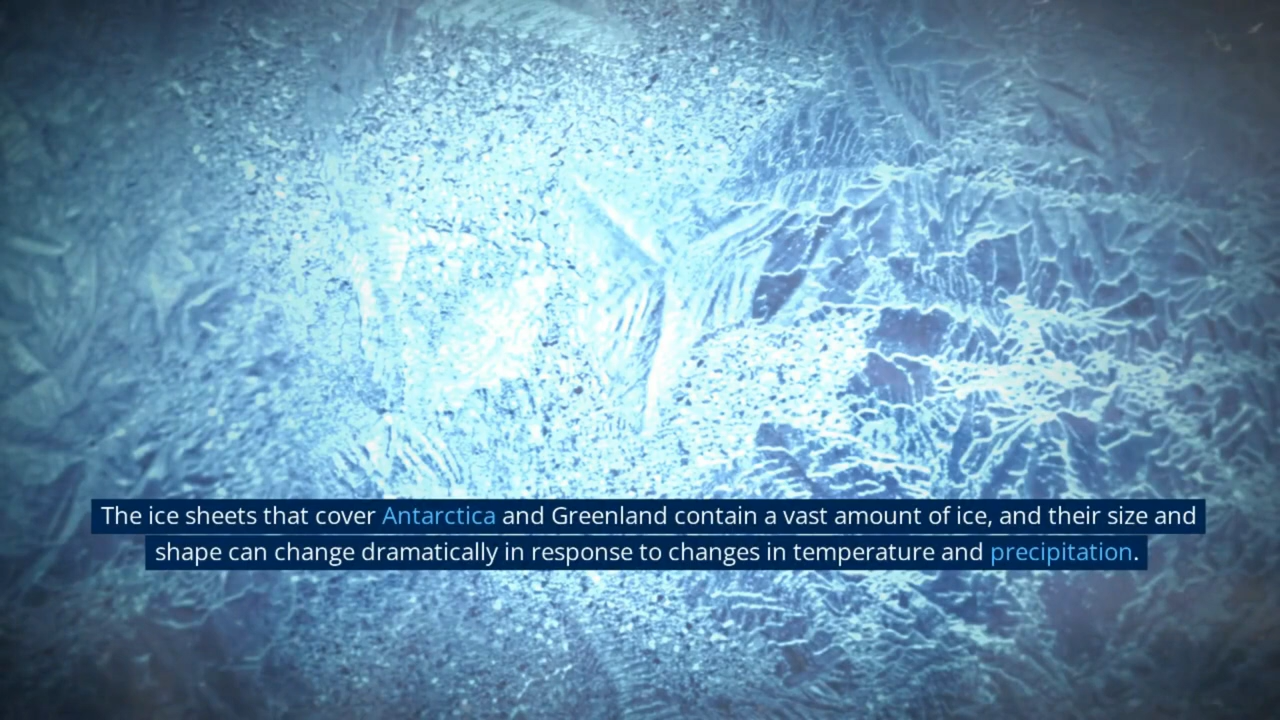 The ice sheets that cover Antarctica and Greenland contain a vast amount of ice, and their size and
shape can change dramatically in response to changes in temperature and precipitation.